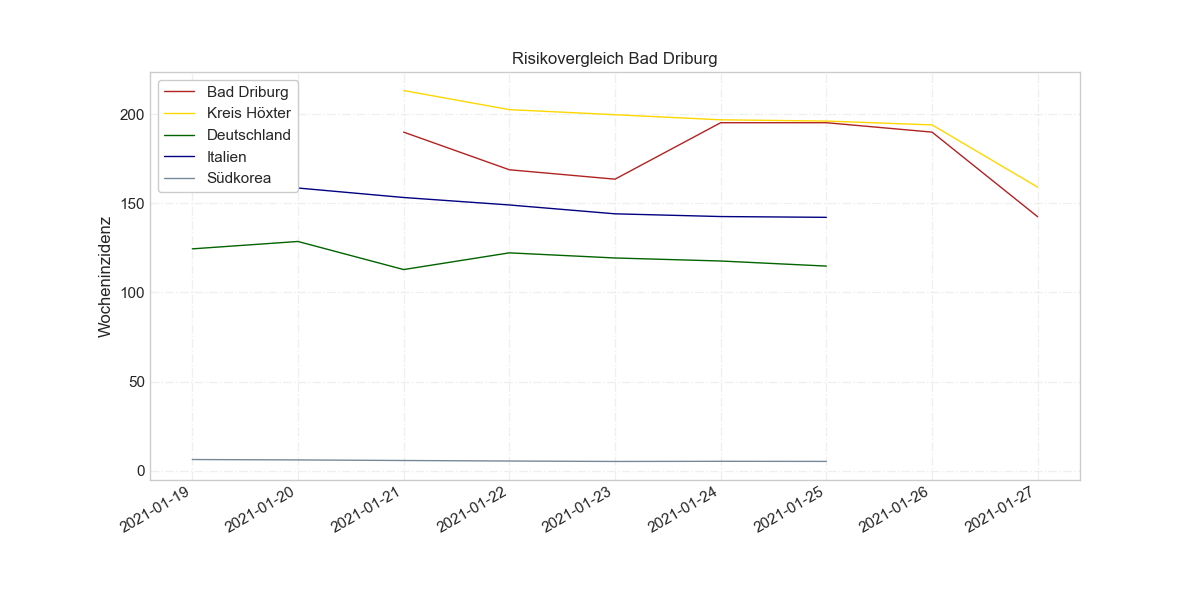 Risikovergleich Bad Driburg
Bad Driburg
Kreis Höxter
Deutschland
Italien
Südkorea
Wocheninzidenz
200
150
100
50
0
2021-01-19
2021-01-20
2021-01-21
2021-01-22
2021-01-23
2021-01-24
2021-01-25
2021-01-26
2021-01-27